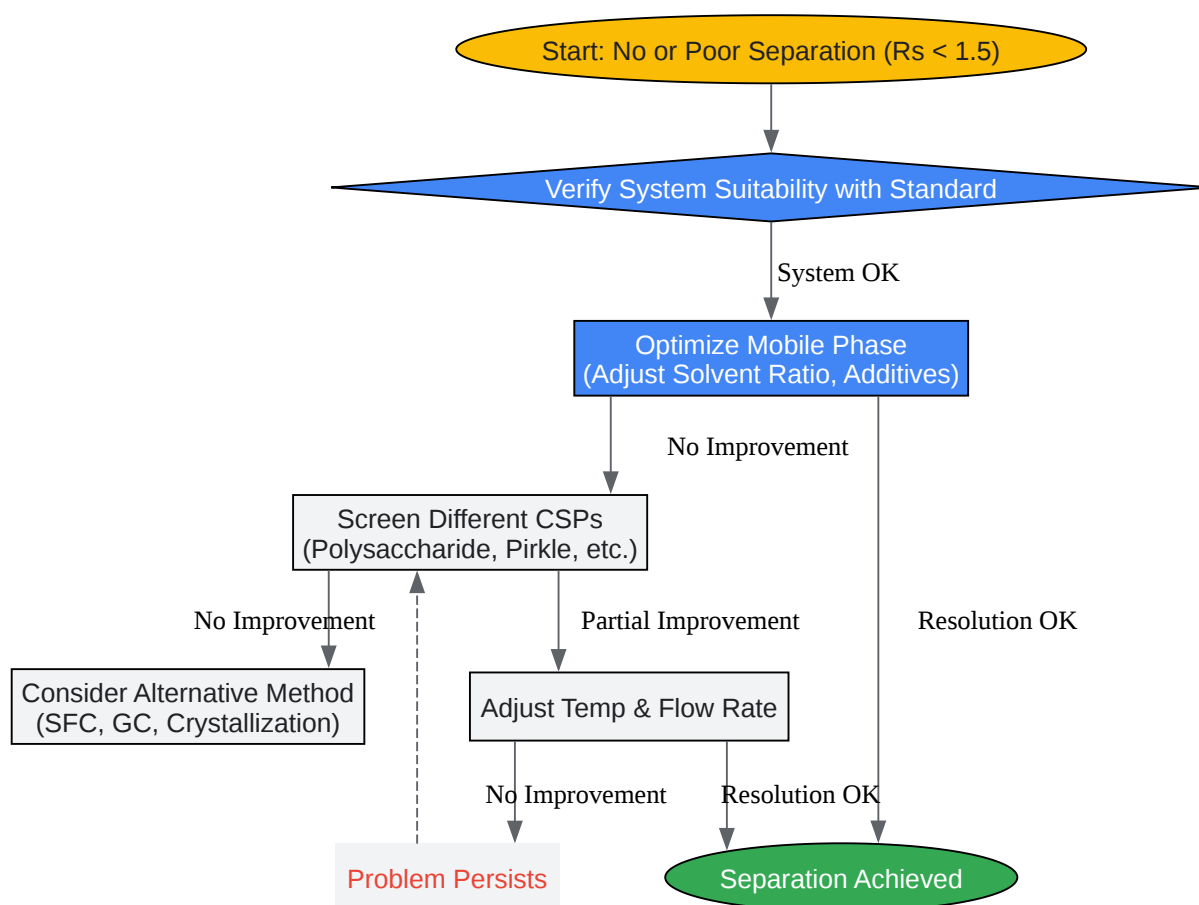 Start: No or Poor Separation (Rs < 1.5)
Verify System Suitability with Standard
System OK
Optimize Mobile Phase
(Adjust Solvent Ratio, Additives)
No Improvement
Screen Different CSPs
(Polysaccharide, Pirkle, etc.)
No Improvement
Partial Improvement
Resolution OK
Consider Alternative Method
(SFC, GC, Crystallization)
Adjust Temp & Flow Rate
No Improvement
Resolution OK
Problem Persists
Separation Achieved